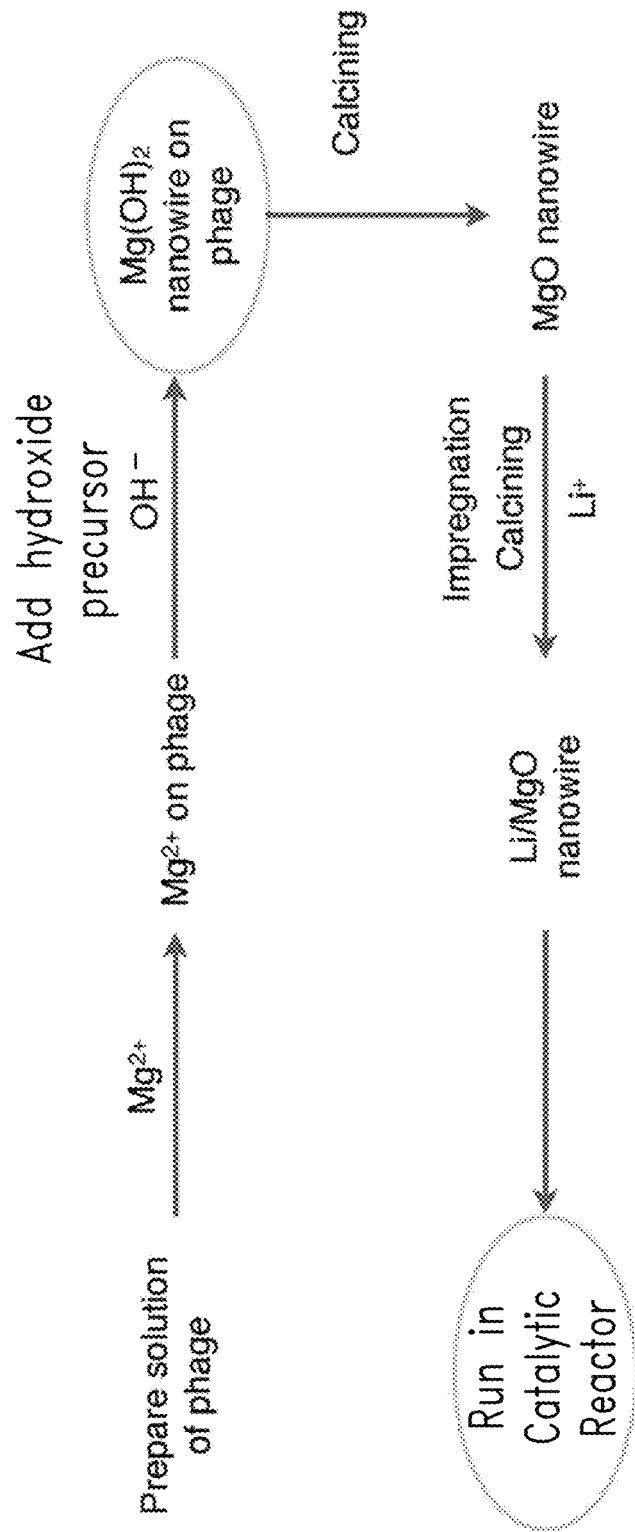 Prepare solution
of phage
Mg²⁺
Mg²⁺ on phage
Add hydroxide
precursor
OH⁻
Mg(OH)₂
nanowire on
phage
Calcining
MgO nanowire
Impregnation
Calcining
Li⁺
Li/MgO
nanowire
Run in
Catalytic
Reactor